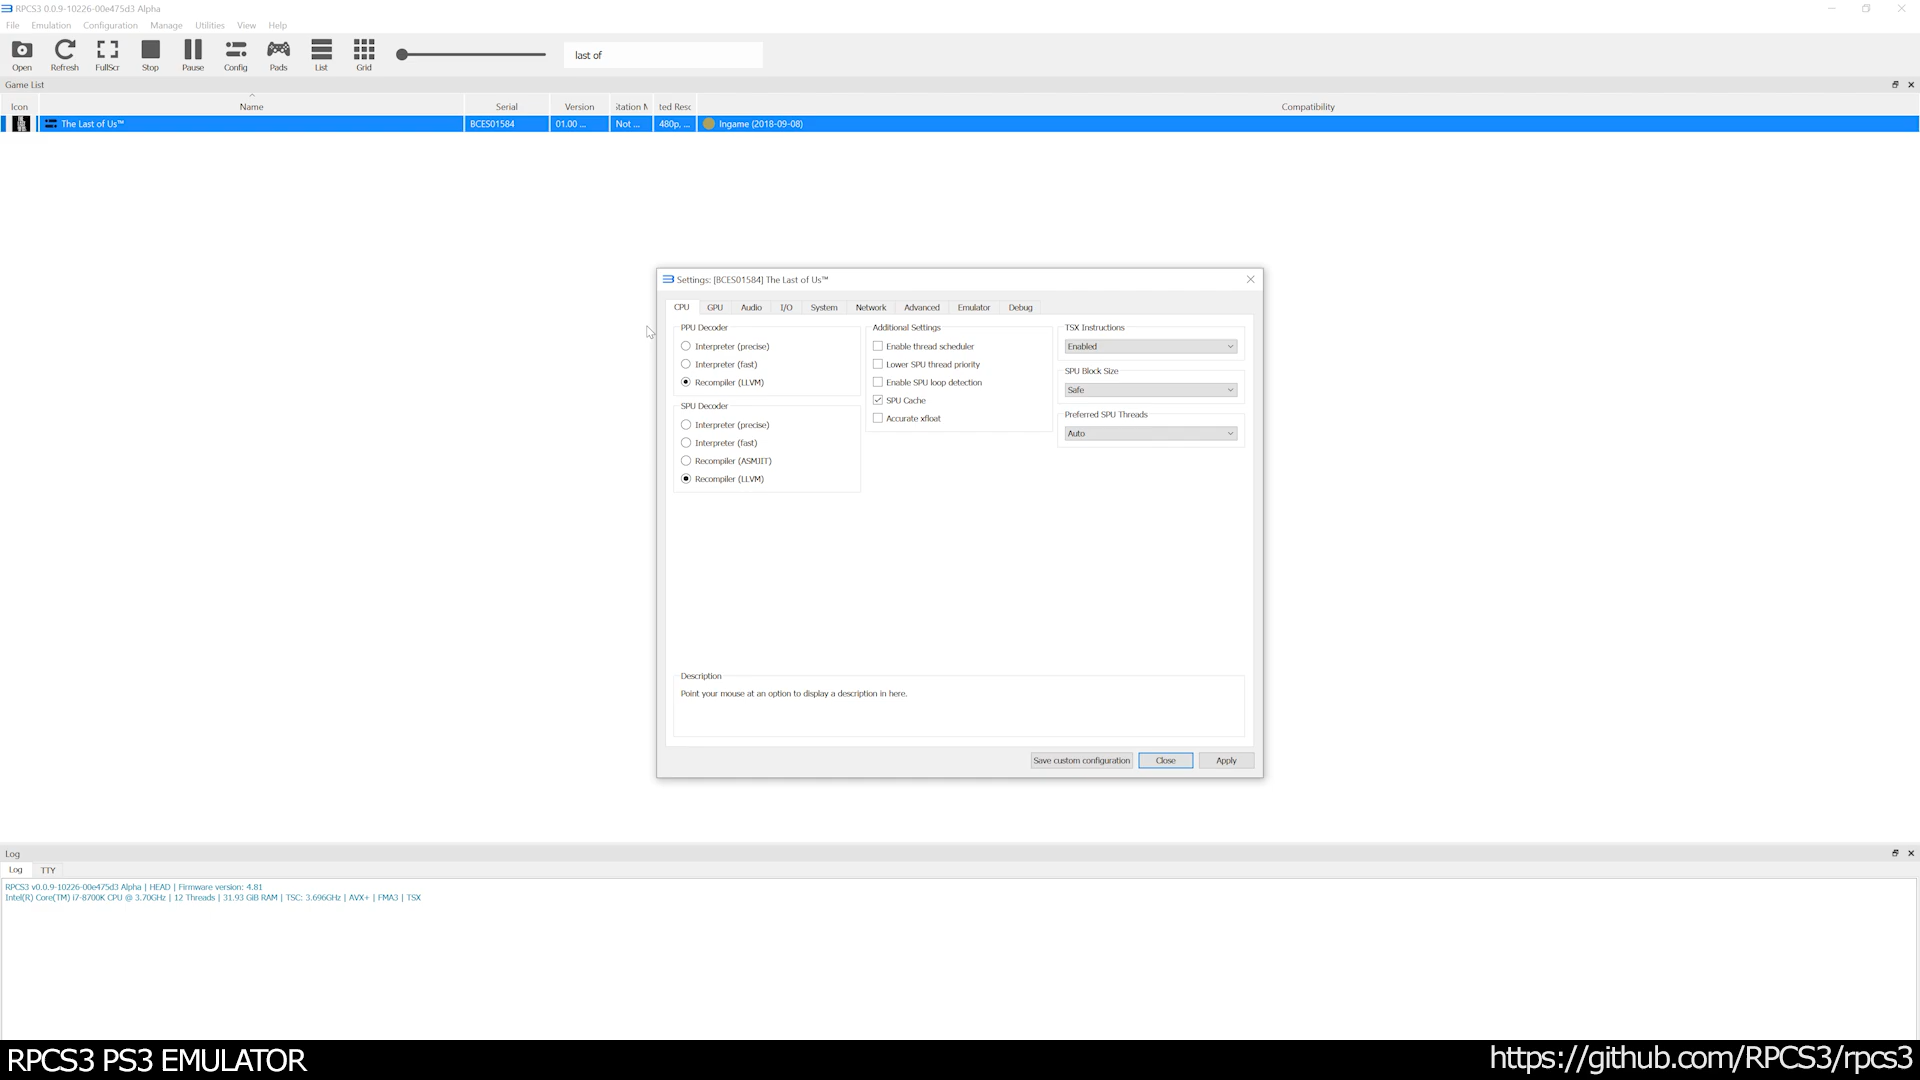 RPCS3 0.0.9-10226-00e475d3 Alpha
File Emulation Configuration Manage Utilities View Help
Open Refresh FullScr Stop Pause Config Pads List Grid
last of
Game List
Icon Name Serial Version Station M ted Resc Compatibility
The Last of Us™ BCES01584 01.00 ... Not ... 480p, ... Ingame (2018-09-08)
Settings: [BCES01584] The Last of Us™
CPU GPU Audio I/O System Network Advanced Emulator Debug
PPU Decoder
Interpreter (precise)
Interpreter (fast)
Recompiler (LLVM)
SPU Decoder
Interpreter (precise)
Interpreter (fast)
Recompiler (ASMJIT)
Recompiler (LLVM)
Additional Settings
Enable thread scheduler
Lower SPU thread priority
Enable SPU loop detection
SPU Cache
Accurate xfloat
TSX Instructions
Enabled
SPU Block Size
Safe
Preferred SPU Threads
Auto
Description
Point your mouse at an option to display a description in here.
Save custom configuration Close Apply
Log
Log TTY
RPCS3 v0.0.9-10226-00e475d3 Alpha | HEAD | Firmware version: 4.81
Intel(R) Core(TM) i7-8700K CPU @ 3.70GHz | 12 Threads | 31.93 GiB RAM | TSC: 3.696GHz | AVX+ | FMA3 | TSX
RPCS3 PS3 EMULATOR
https://github.com/RPCS3/rpcs3